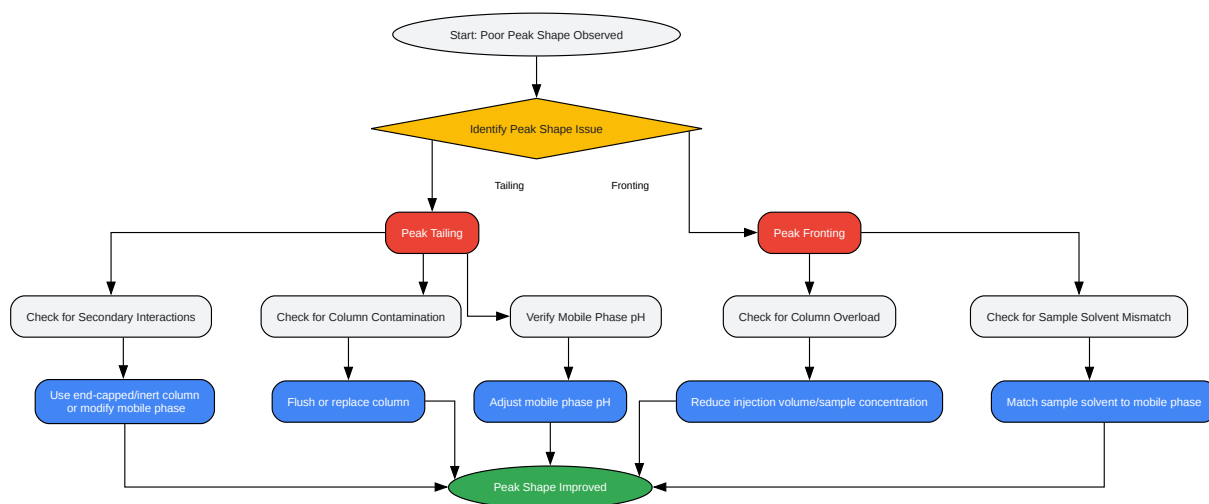 Start: Poor Peak Shape Observed
Identify Peak Shape Issue
Tailing
Fronting
Peak Tailing
Peak Fronting
Check for Secondary Interactions
Check for Column Contamination
Verify Mobile Phase pH
Check for Column Overload
Check for Sample Solvent Mismatch
Use end-capped/inert column
or modify mobile phase
Flush or replace column
Adjust mobile phase pH
Reduce injection volume/sample concentration
Match sample solvent to mobile phase
Peak Shape Improved